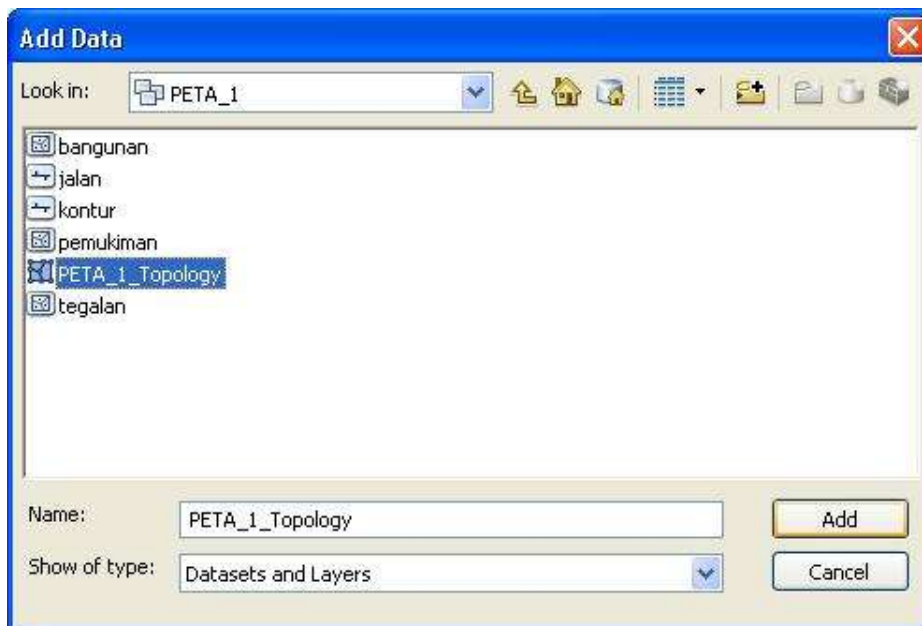 Add Data
Look in: PETA_1
bangunan
jalan
kontur
pemukiman
PETA_1_Topology
tegalan
Name: PETA_1_Topology Add
Show of type: Datasets and Layers Cancel